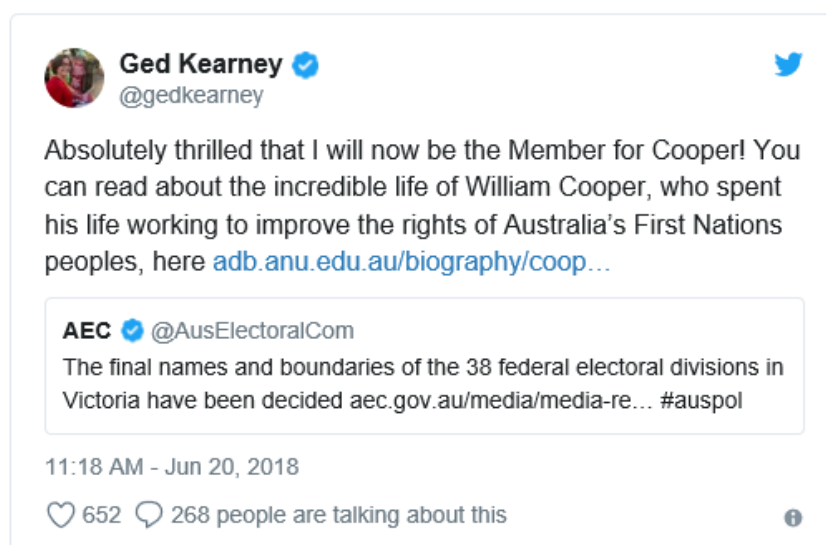 Ged Kearney
@gedkearney
Absolutely thrilled that I will now be the Member for Cooper! You
can read about the incredible life of William Cooper, who spent
his life working to improve the rights of Australia’s First Nations
peoples, here adb.anu.edu.au/biography/coop...
AEC @AusElectoralCom
The final names and boundaries of the 38 federal electoral divisions in
Victoria have been decided aec.gov.au/media/media-re... #auspol
11:18 AM - Jun 20, 2018
652 268 people are talking about this